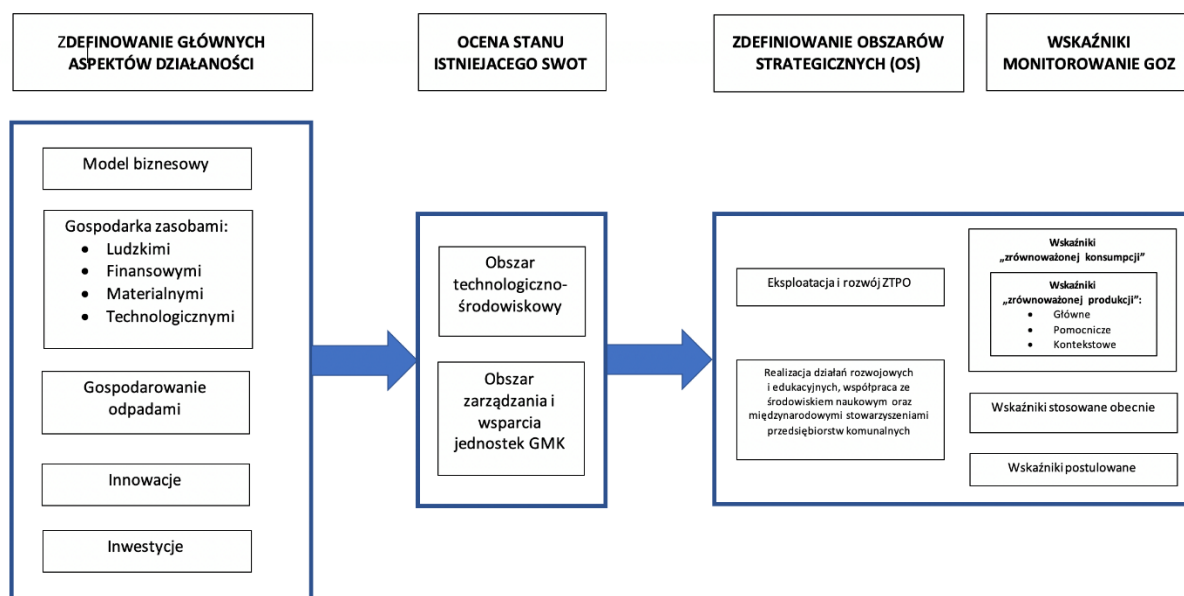 ZDEFINOWANIE GŁÓWNYCH
ASPEKTÓW DZIAŁANOŚCI
OCENA STANU
ISTNIEJACEGO SWOT
ZDEFINIOWANIE OBSZARÓW
STRATEGICZNYCH (OS)
WSKAŹNIKI
MONITOROWANIE GOZ
Model biznesowy
Gospodarka zasobami:
• Ludzkimi
• Finansowymi
• Materialnymi
• Technologicznymi
Gospodarowanie
odpadami
Innowacje
Inwestycje
Obszar
technologiczno-
środowiskowy
Obszar
zarządzania i
wsparcia
jednostek GMK
Eksploatacja i rozwój ZTPO
Realizacja działań rozwojowych
i edukacyjnych, współpraca ze
środowiskiem naukowym oraz
międzynarodowymi stowarzyszeniami
przedsiębiorstw komunalnych
Wskaźniki
„zrównoważonej konsumpcji”
Wskaźniki
„zrównoważonej produkcji”:
• Główne
• Pomocnicze
• Kontekstowe
Wskaźniki stosowane obecnie
Wskaźniki postulowane